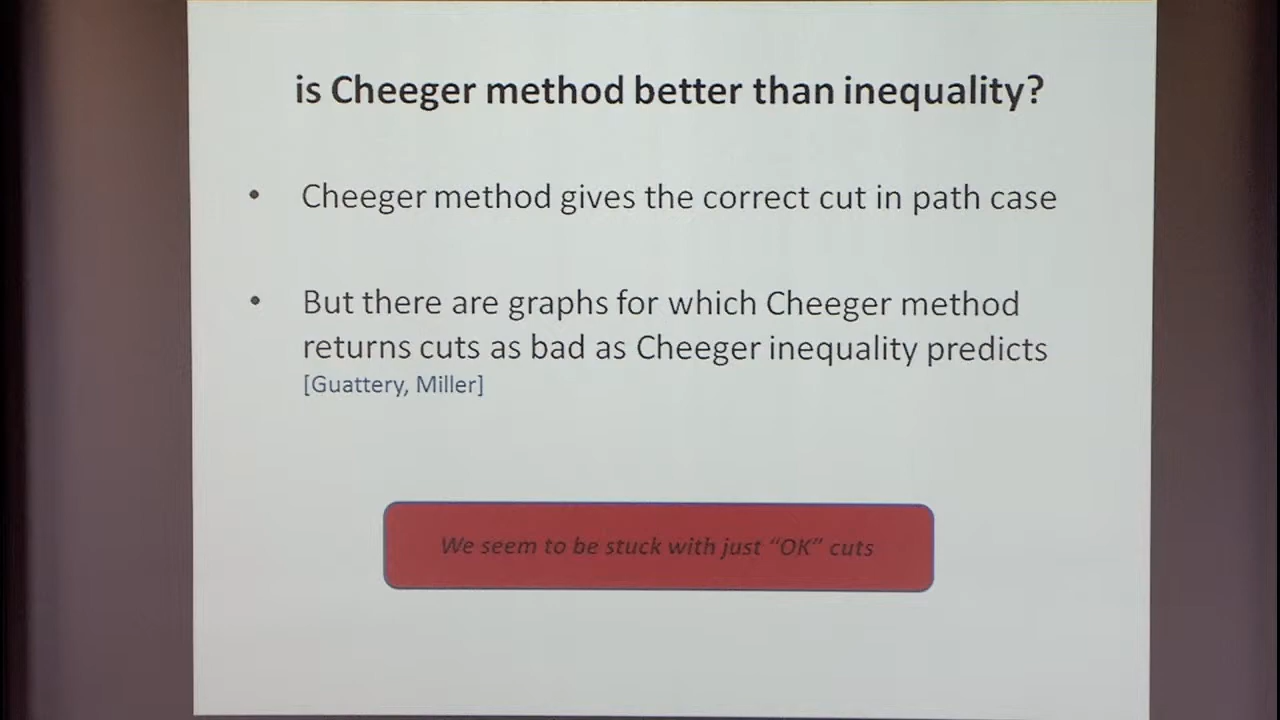 is Cheeger method better than inequality?
• Cheeger method gives the correct cut in path case
• But there are graphs for which Cheeger method
returns cuts as bad as Cheeger inequality predicts
[Guattery, Miller]
We seem to be stuck with just “OK” cuts